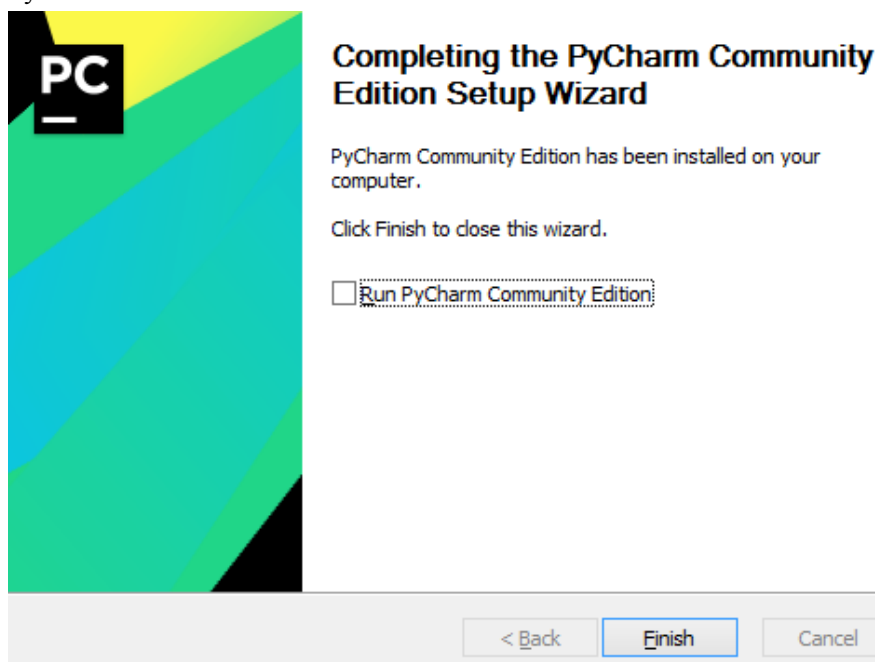 PC
Completing the PyCharm Community
Edition Setup Wizard
PyCharm Community Edition has been installed on your
computer.
Click Finish to close this wizard.
Run PyCharm Community Edition
< Back Finish Cancel